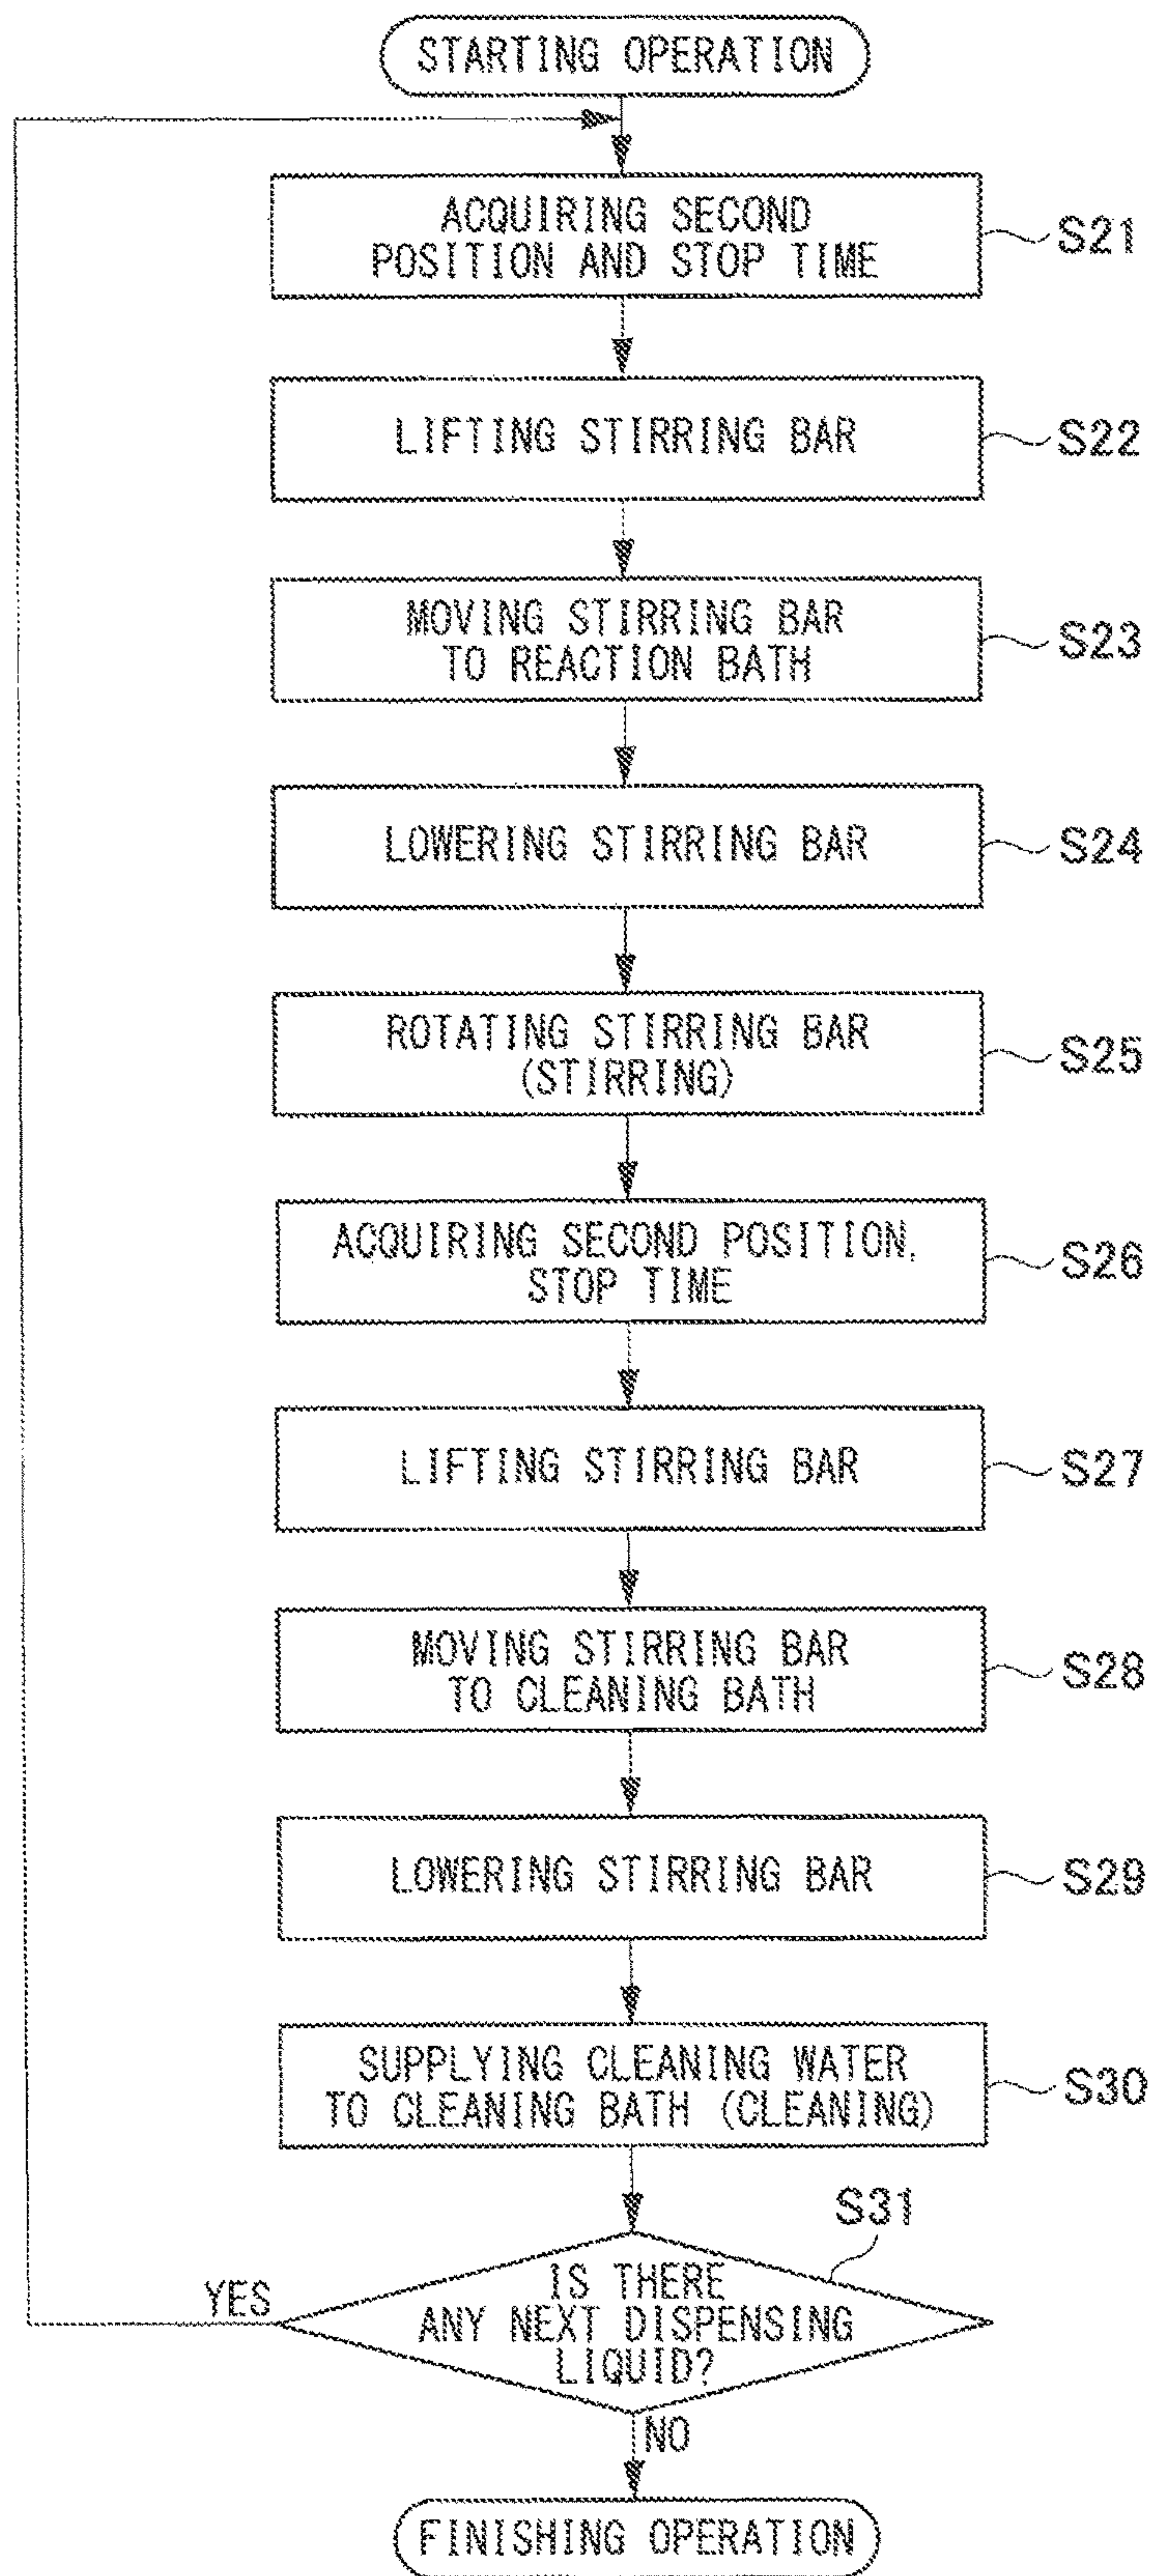 STARTING OPERATION
ACQUIRING SECOND
POSITION AND STOP TIME
S21
LIFTING STIRRING BAR
S22
MOVING STIRRING BAR
TO REACTION BATH
S23
LOWERING STIRRING BAR
S24
ROTATING STIRRING BAR
(STIRRING)
S25
ACQUIRING SECOND POSITION,
STOP TIME
S26
LIFTING STIRRING BAR
S27
MOVING STIRRING BAR
TO CLEANING BATH
S28
LOWERING STIRRING BAR
S29
SUPPLYING CLEANING WATER
TO CLEANING BATH (CLEANING)
S30
S31
IS THERE
ANY NEXT DISPENSING
LIQUID?
YES
NO
FINISHING OPERATION